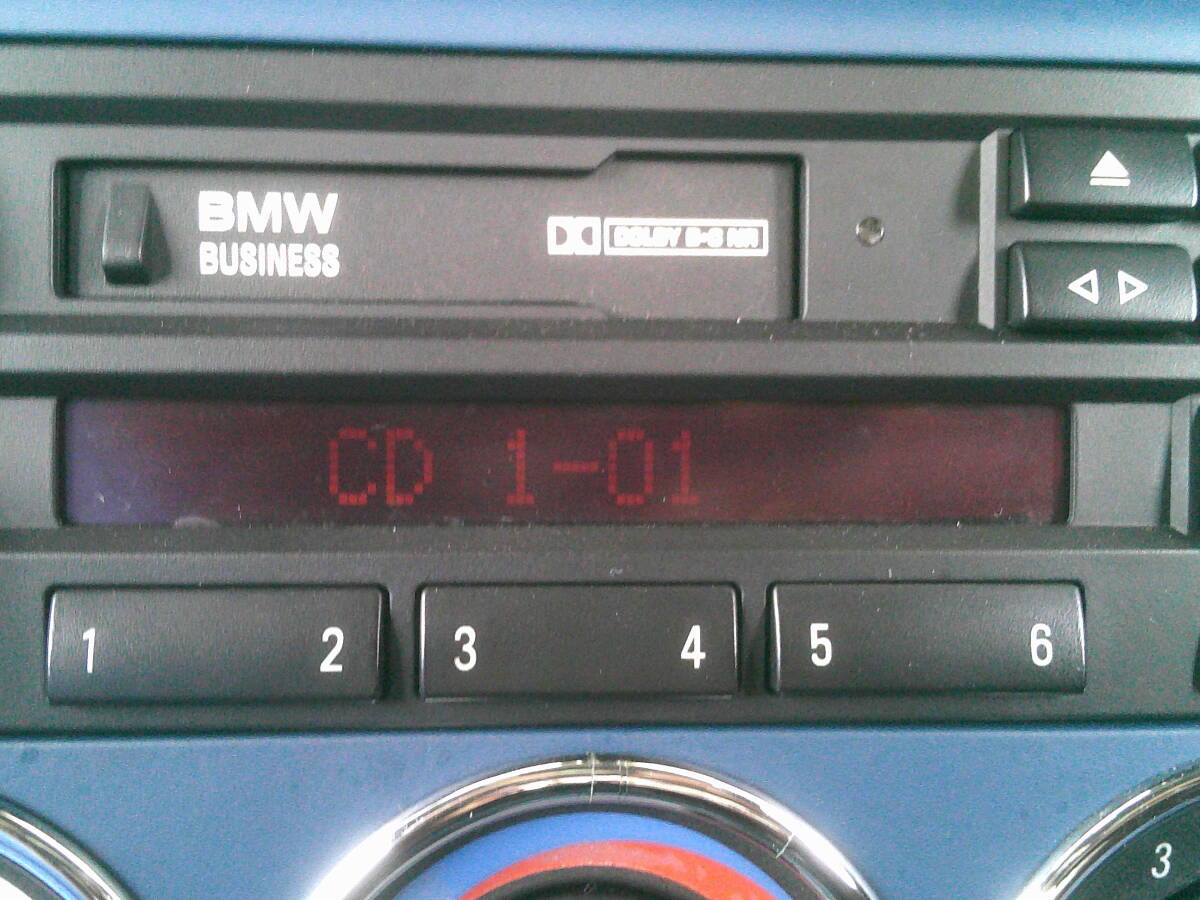 BMW
BUSINESS
DOLBY B-C NR
CD 1-01
1 2 3 4 5 6
3